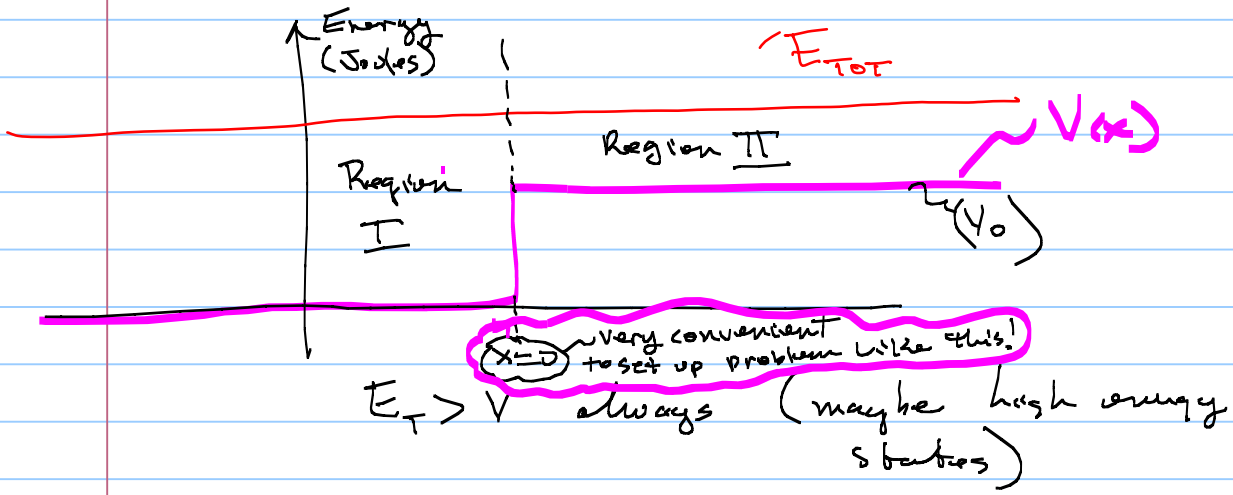 Energy
(Joules)
E_TOT
V(x)
Region II
Region
I
(V₀)
x=0
very convenient
to set up problem like this!
E_T > V always (maybe high energy
states)